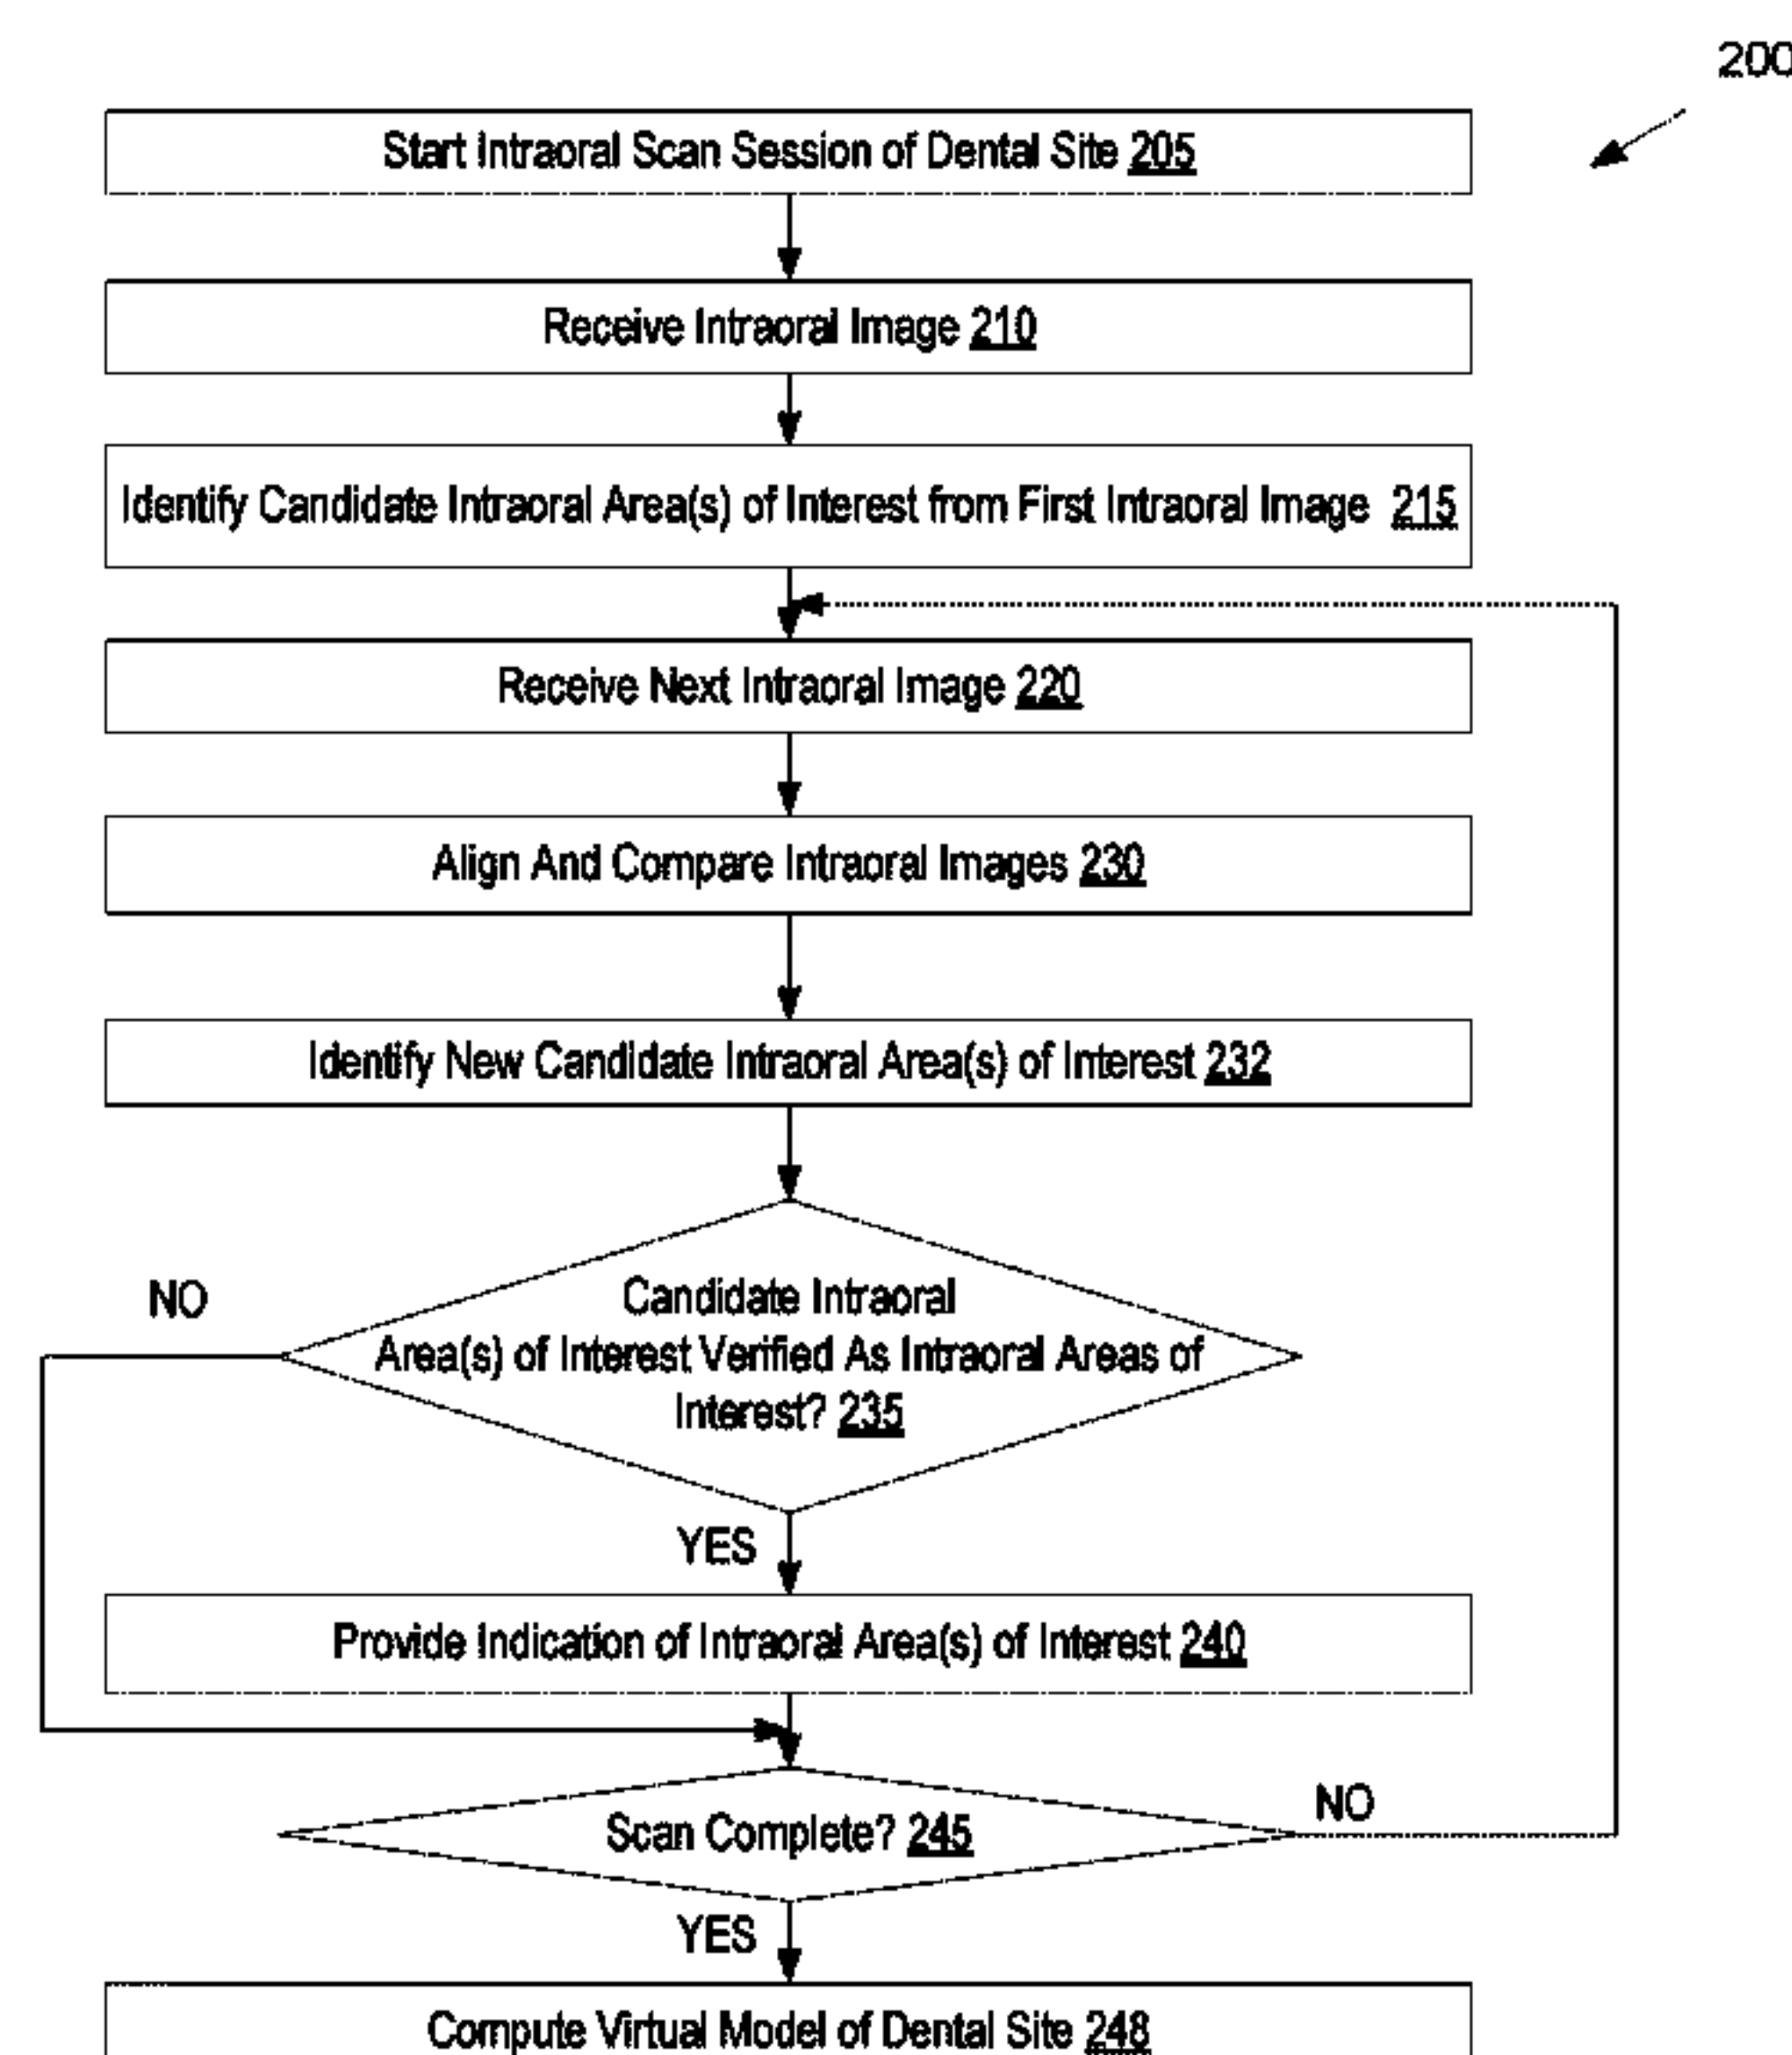 200
Start Intraoral Scan Session of Dental Site 205
Receive Intraoral Image 210
Identify Candidate Intraoral Area(s) of Interest from First Intraoral Image 215
Receive Next Intraoral Image 220
Align And Compare Intraoral Images 230
Identify New Candidate Intraoral Area(s) of Interest 232
NO
Candidate Intraoral
Area(s) of Interest Verified As Intraoral Areas of
Interest? 235
YES
Provide Indication of Intraoral Area(s) of Interest 240
Scan Complete? 245
NO
YES
Compute Virtual Model of Dental Site 248